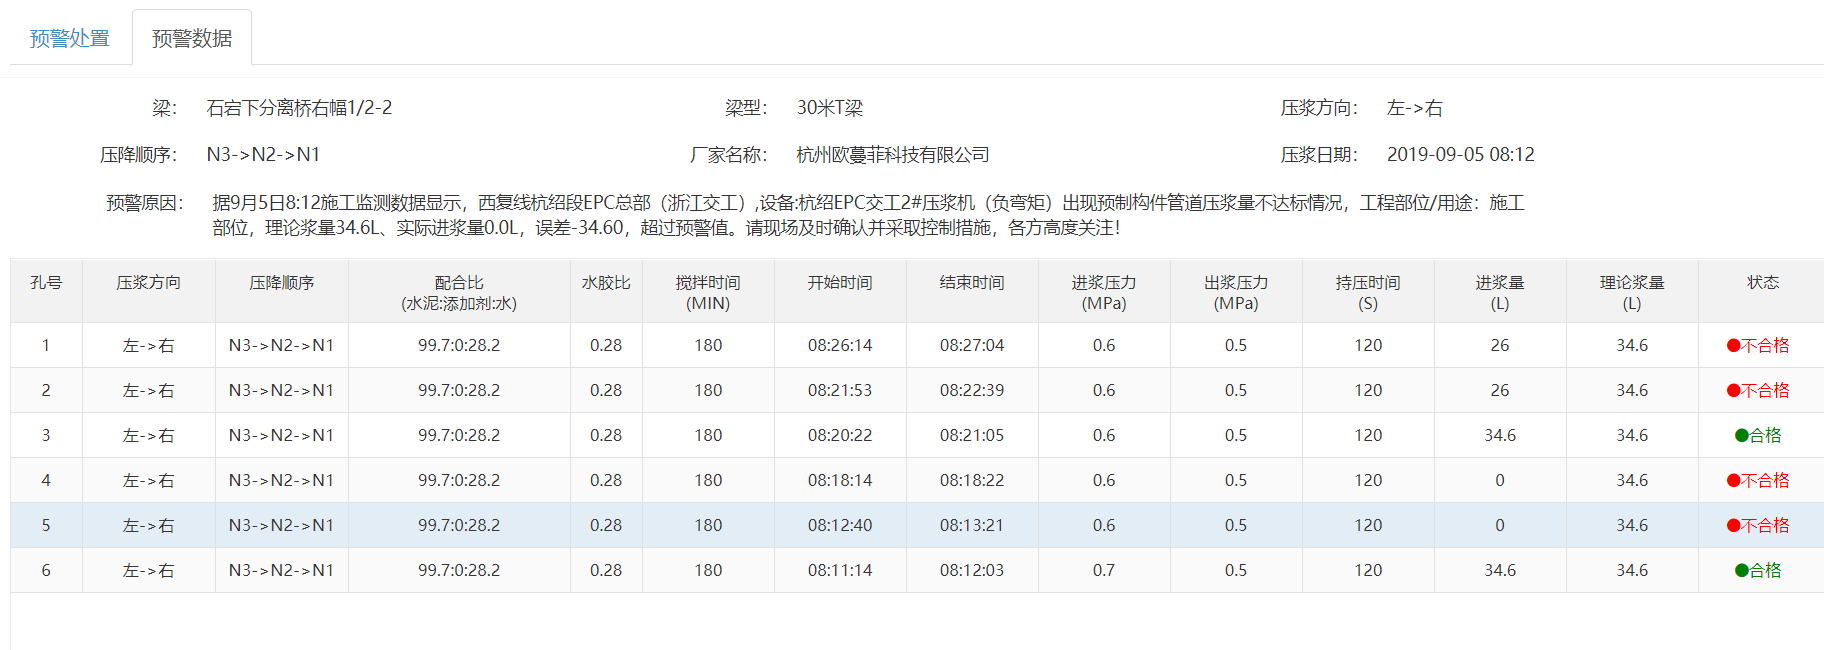 预警处置 预警数据
梁： 石宕下分离桥右幅1/2-2 梁型： 30米T梁 压浆方向： 左->右
压降顺序： N3->N2->N1 厂家名称： 杭州欧蔓菲科技有限公司 压浆日期： 2019-09-05 08:12
预警原因： 据9月5日8:12施工监测数据显示，西复线杭绍段EPC总部（浙江交工）,设备:杭绍EPC交工2#压浆机（负弯矩）出现预制构件管道压浆量不达标情况，工程部位/用途：施工
部位，理论浆量34.6L、实际进浆量0.0L，误差-34.60，超过预警值。请现场及时确认并采取控制措施，各方高度关注！
孔号 压浆方向 压降顺序 配合比 水胶比 搅拌时间 开始时间 结束时间 进浆压力 出浆压力 持压时间 进浆量 理论浆量 状态
(水泥:添加剂:水) (MIN) (MPa) (MPa) (S) (L) (L)
1 左->右 N3->N2->N1 99.7:0:28.2 0.28 180 08:26:14 08:27:04 0.6 0.5 120 26 34.6 ●不合格
2 左->右 N3->N2->N1 99.7:0:28.2 0.28 180 08:21:53 08:22:39 0.6 0.5 120 26 34.6 ●不合格
3 左->右 N3->N2->N1 99.7:0:28.2 0.28 180 08:20:22 08:21:05 0.6 0.5 120 34.6 34.6 ●合格
4 左->右 N3->N2->N1 99.7:0:28.2 0.28 180 08:18:14 08:18:22 0.6 0.5 120 0 34.6 ●不合格
5 左->右 N3->N2->N1 99.7:0:28.2 0.28 180 08:12:40 08:13:21 0.6 0.5 120 0 34.6 ●不合格
6 左->右 N3->N2->N1 99.7:0:28.2 0.28 180 08:11:14 08:12:03 0.7 0.5 120 34.6 34.6 ●合格